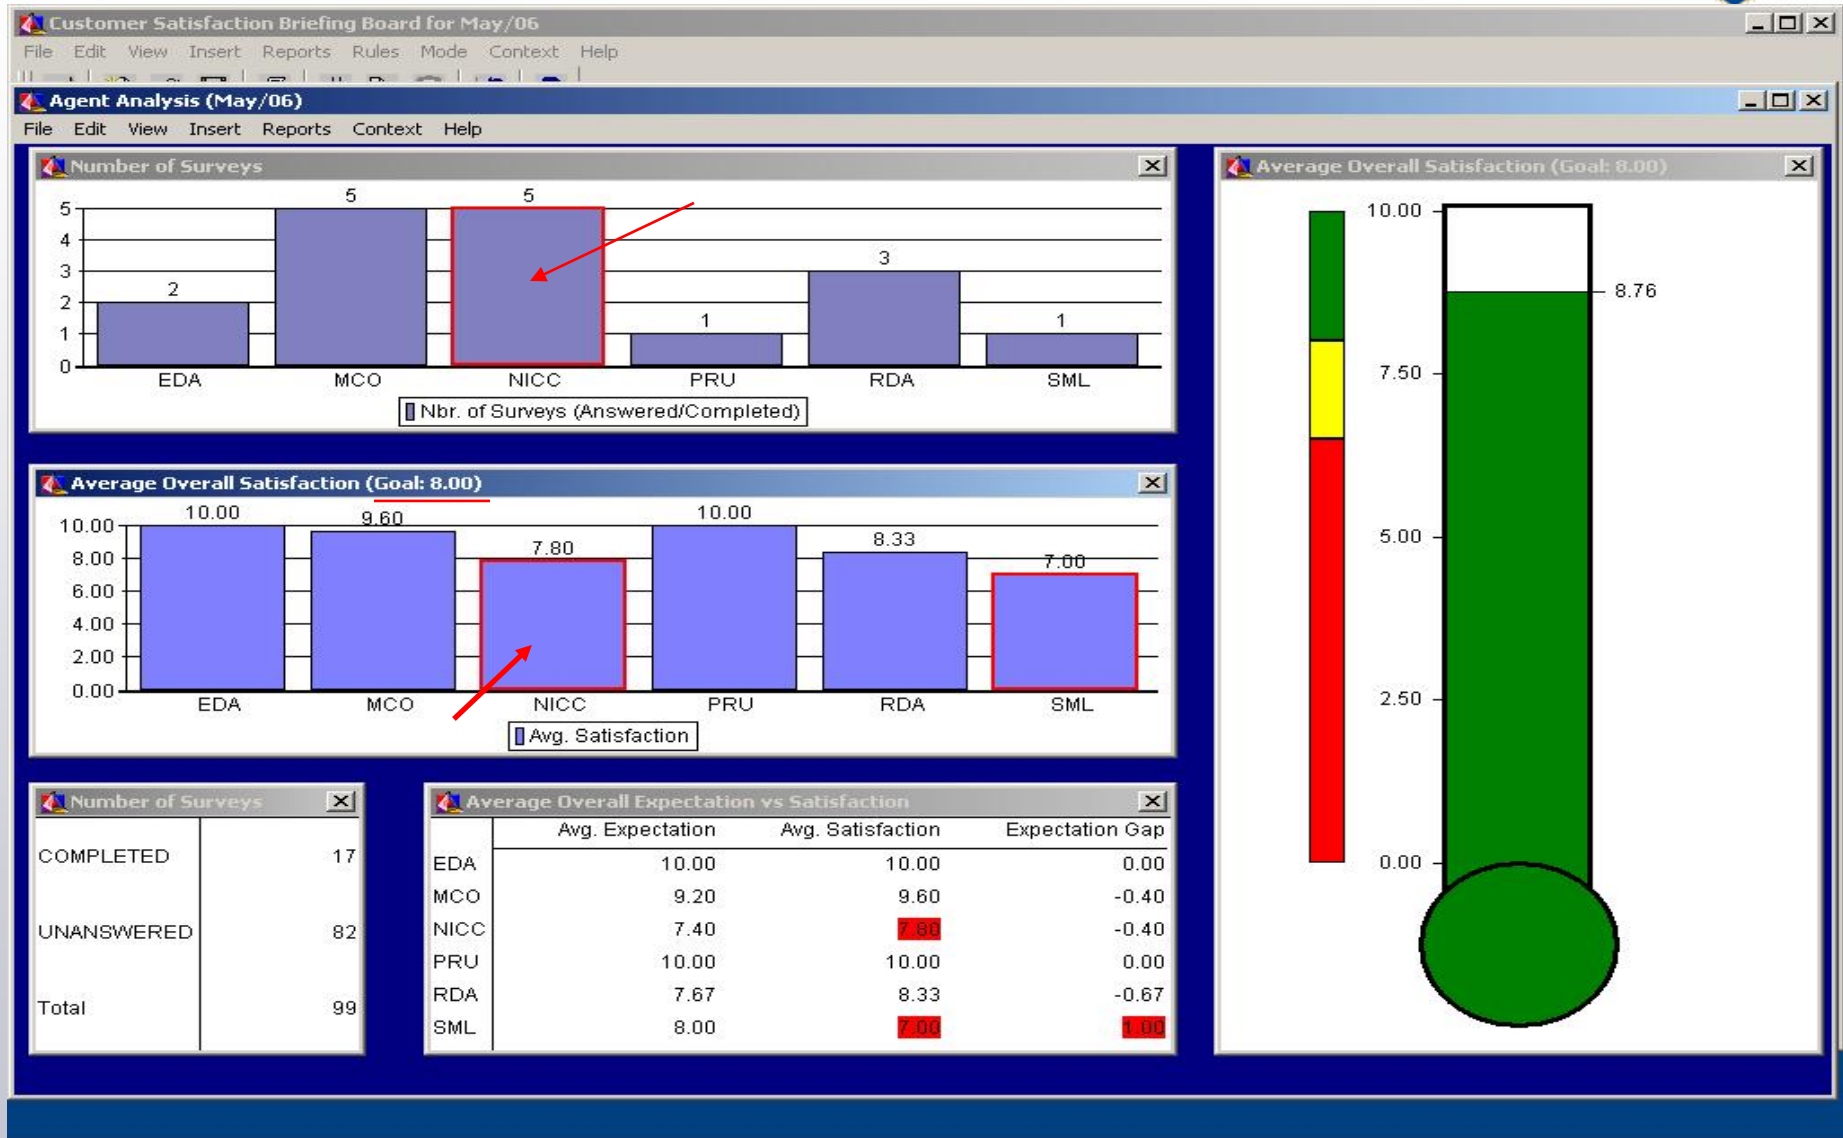 Customer Satisfaction Briefing Board for May/06
File Edit View Insert Reports Rules Mode Context Help
Agent Analysis (May/06)
File Edit View Insert Reports Context Help
Number of Surveys
5 5
5
4
3 3
2 2
1 1 1
0
EDA MCO NICC PRU RDA SML
Nbr. of Surveys (Answered/Completed)
Average Overall Satisfaction (Goal: 8.00)
10.00 9.60 10.00
10.00
7.80 8.33
8.00 7.00
6.00
4.00
2.00
0.00
EDA MCO NICC PRU RDA SML
Avg. Satisfaction
Number of Surveys
COMPLETED 17
UNANSWERED 82
Total 99
Average Overall Expectation vs Satisfaction
Avg. Expectation Avg. Satisfaction Expectation Gap
EDA 10.00 10.00 0.00
MCO 9.20 9.60 -0.40
NICC 7.40 7.80 -0.40
PRU 10.00 10.00 0.00
RDA 7.67 8.33 -0.67
SML 8.00 7.00 1.00
Average Overall Satisfaction (Goal: 8.00)
10.00
8.76
7.50
5.00
2.50
0.00